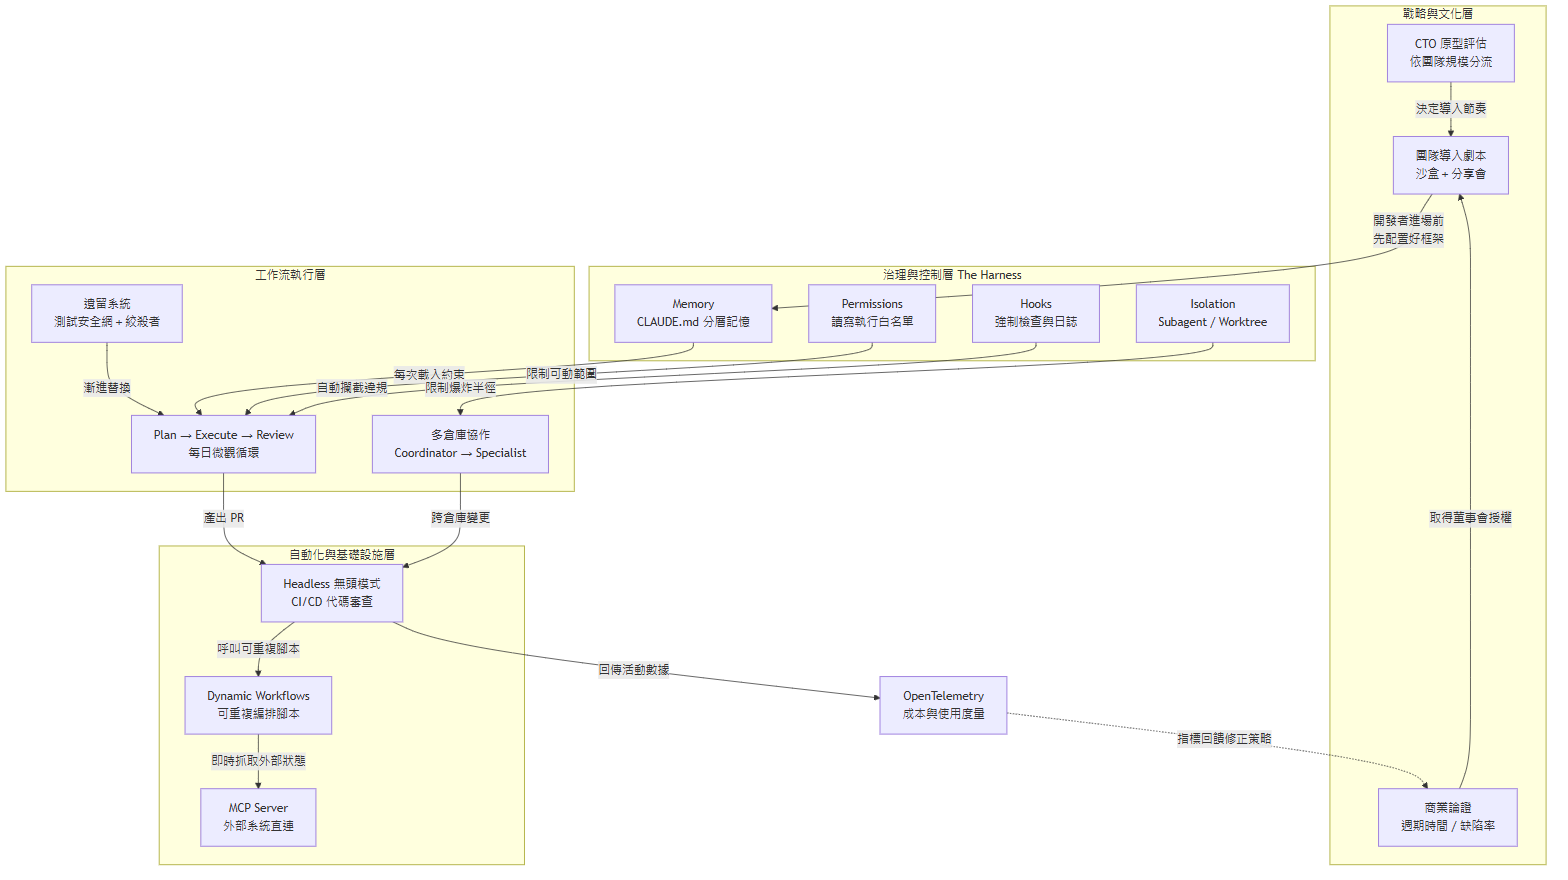 戰略與文化層
CTO 原型評估
依團隊規模分流
決定導入節奏
團隊導入劇本
沙盒 + 分享會
開發者進場前
先配置好框架
治理與控制層 The Harness
Memory
CLAUDE.md 分層記憶
Permissions
讀寫執行白名單
Hooks
強制檢查與日誌
Isolation
Subagent / Worktree
工作流執行層
遺留系統
測試安全網 + 絞殺者
漸進替換
每次載入約束
自動攔截違規
限制可動範圍
限制爆炸半徑
Plan → Execute → Review
每日微觀循環
多倉庫協作
Coordinator → Specialist
產出 PR
跨倉庫變更
取得董事會授權
自動化與基礎設施層
Headless 無頭模式
CI/CD 代碼審查
呼叫可重複腳本
回傳活動數據
Dynamic Workflows
可重複編排腳本
OpenTelemetry
成本與使用度量
指標回饋修正策略
即時抓取外部狀態
MCP Server
外部系統直連
商業論證
週期時間 / 缺陷率